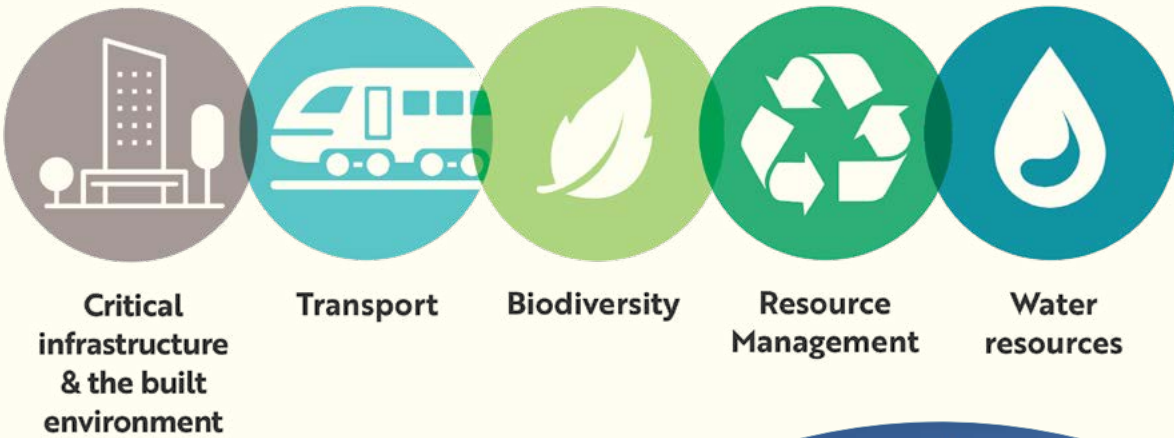 Critical
infrastructure
& the built
environment
Transport
Biodiversity
Resource
Management
Water
resources